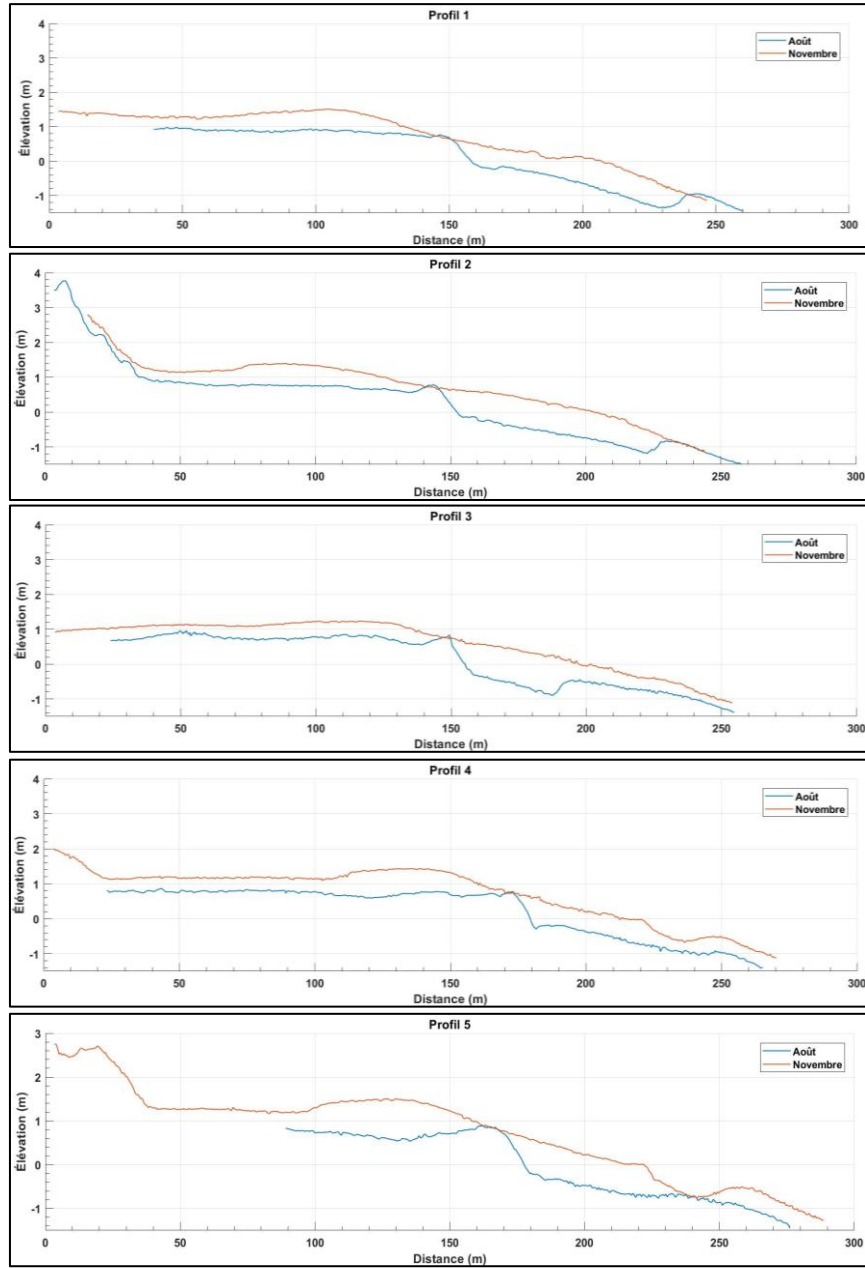 Profil 1
Août
Novembre
Élévation (m)
4
3
2
1
0
-1
0 50 100 150 200 250 300
Distance (m)
Profil 2
Août
Novembre
Élévation (m)
4
3
2
1
0
-1
0 50 100 150 200 250 300
Distance (m)
Profil 3
Août
Novembre
Élévation (m)
4
3
2
1
0
-1
0 50 100 150 200 250 300
Distance (m)
Profil 4
Août
Novembre
Élévation (m)
4
3
2
1
0
-1
0 50 100 150 200 250 300
Distance (m)
Profil 5
Août
Novembre
Élévation (m)
3
2
1
0
-1
0 50 100 150 200 250 300
Distance (m)